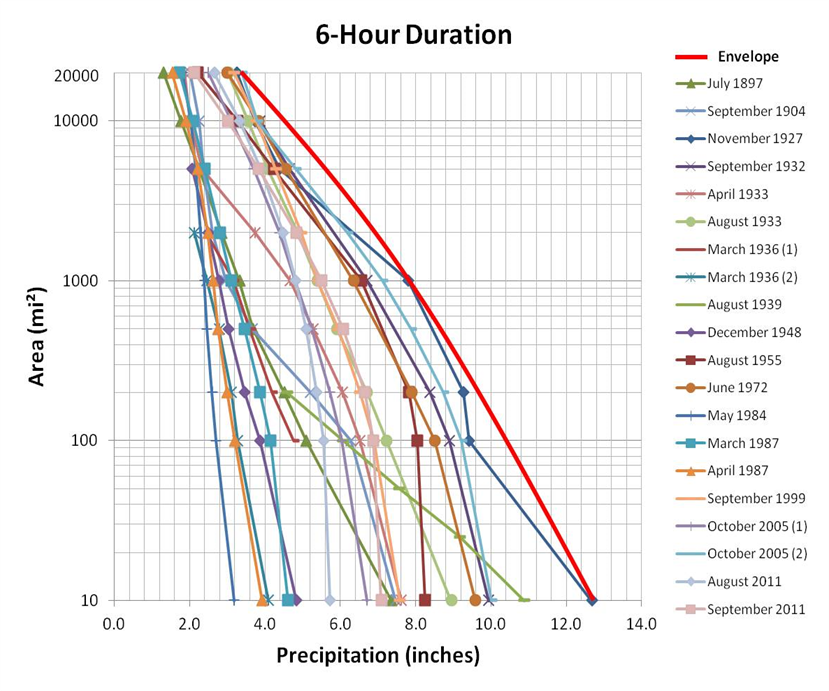 6-Hour Duration
Area (mi²)
20000
10000
1000
100
10
0.0 2.0 4.0 6.0 8.0 10.0 12.0 14.0
Precipitation (inches)
Envelope
July 1897
September 1904
November 1927
September 1932
April 1933
August 1933
March 1936 (1)
March 1936 (2)
August 1939
December 1948
August 1955
June 1972
May 1984
March 1987
April 1987
September 1999
October 2005 (1)
October 2005 (2)
August 2011
September 2011